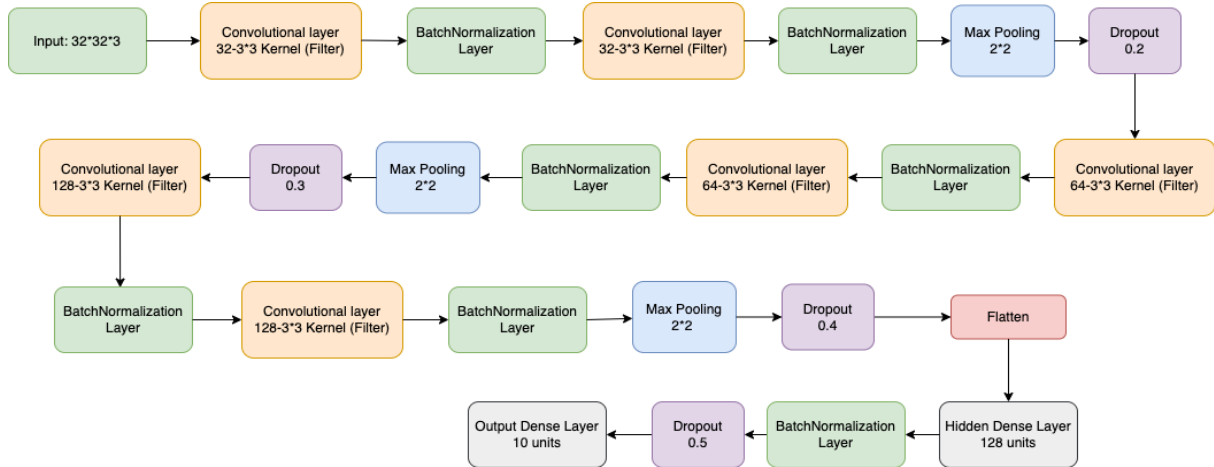 Input: 32*32*3
Convolutional layer
32-3*3 Kernel (Filter)
BatchNormalization
Layer
Convolutional layer
32-3*3 Kernel (Filter)
BatchNormalization
Layer
Max Pooling
2*2
Dropout
0.2
Convolutional layer
64-3*3 Kernel (Filter)
BatchNormalization
Layer
Convolutional layer
64-3*3 Kernel (Filter)
BatchNormalization
Layer
Max Pooling
2*2
Dropout
0.3
Convolutional layer
128-3*3 Kernel (Filter)
BatchNormalization
Layer
Convolutional layer
128-3*3 Kernel (Filter)
BatchNormalization
Layer
Max Pooling
2*2
Dropout
0.4
Flatten
Hidden Dense Layer
128 units
BatchNormalization
Layer
Dropout
0.5
Output Dense Layer
10 units